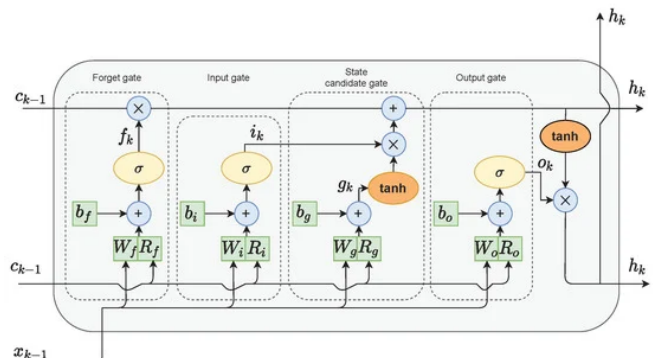 h_k
Forget gate
Input gate
State
candidate gate
Output gate
c_{k-1}
h_k
×
+
f_k
i_k
×
tanh
σ
σ
g_k
tanh
σ
o_k
×
b_f
+
b_i
+
b_g
+
b_o
+
W_f R_f
W_i R_i
W_g R_g
W_o R_o
c_{k-1}
h_k
x_{k-1}